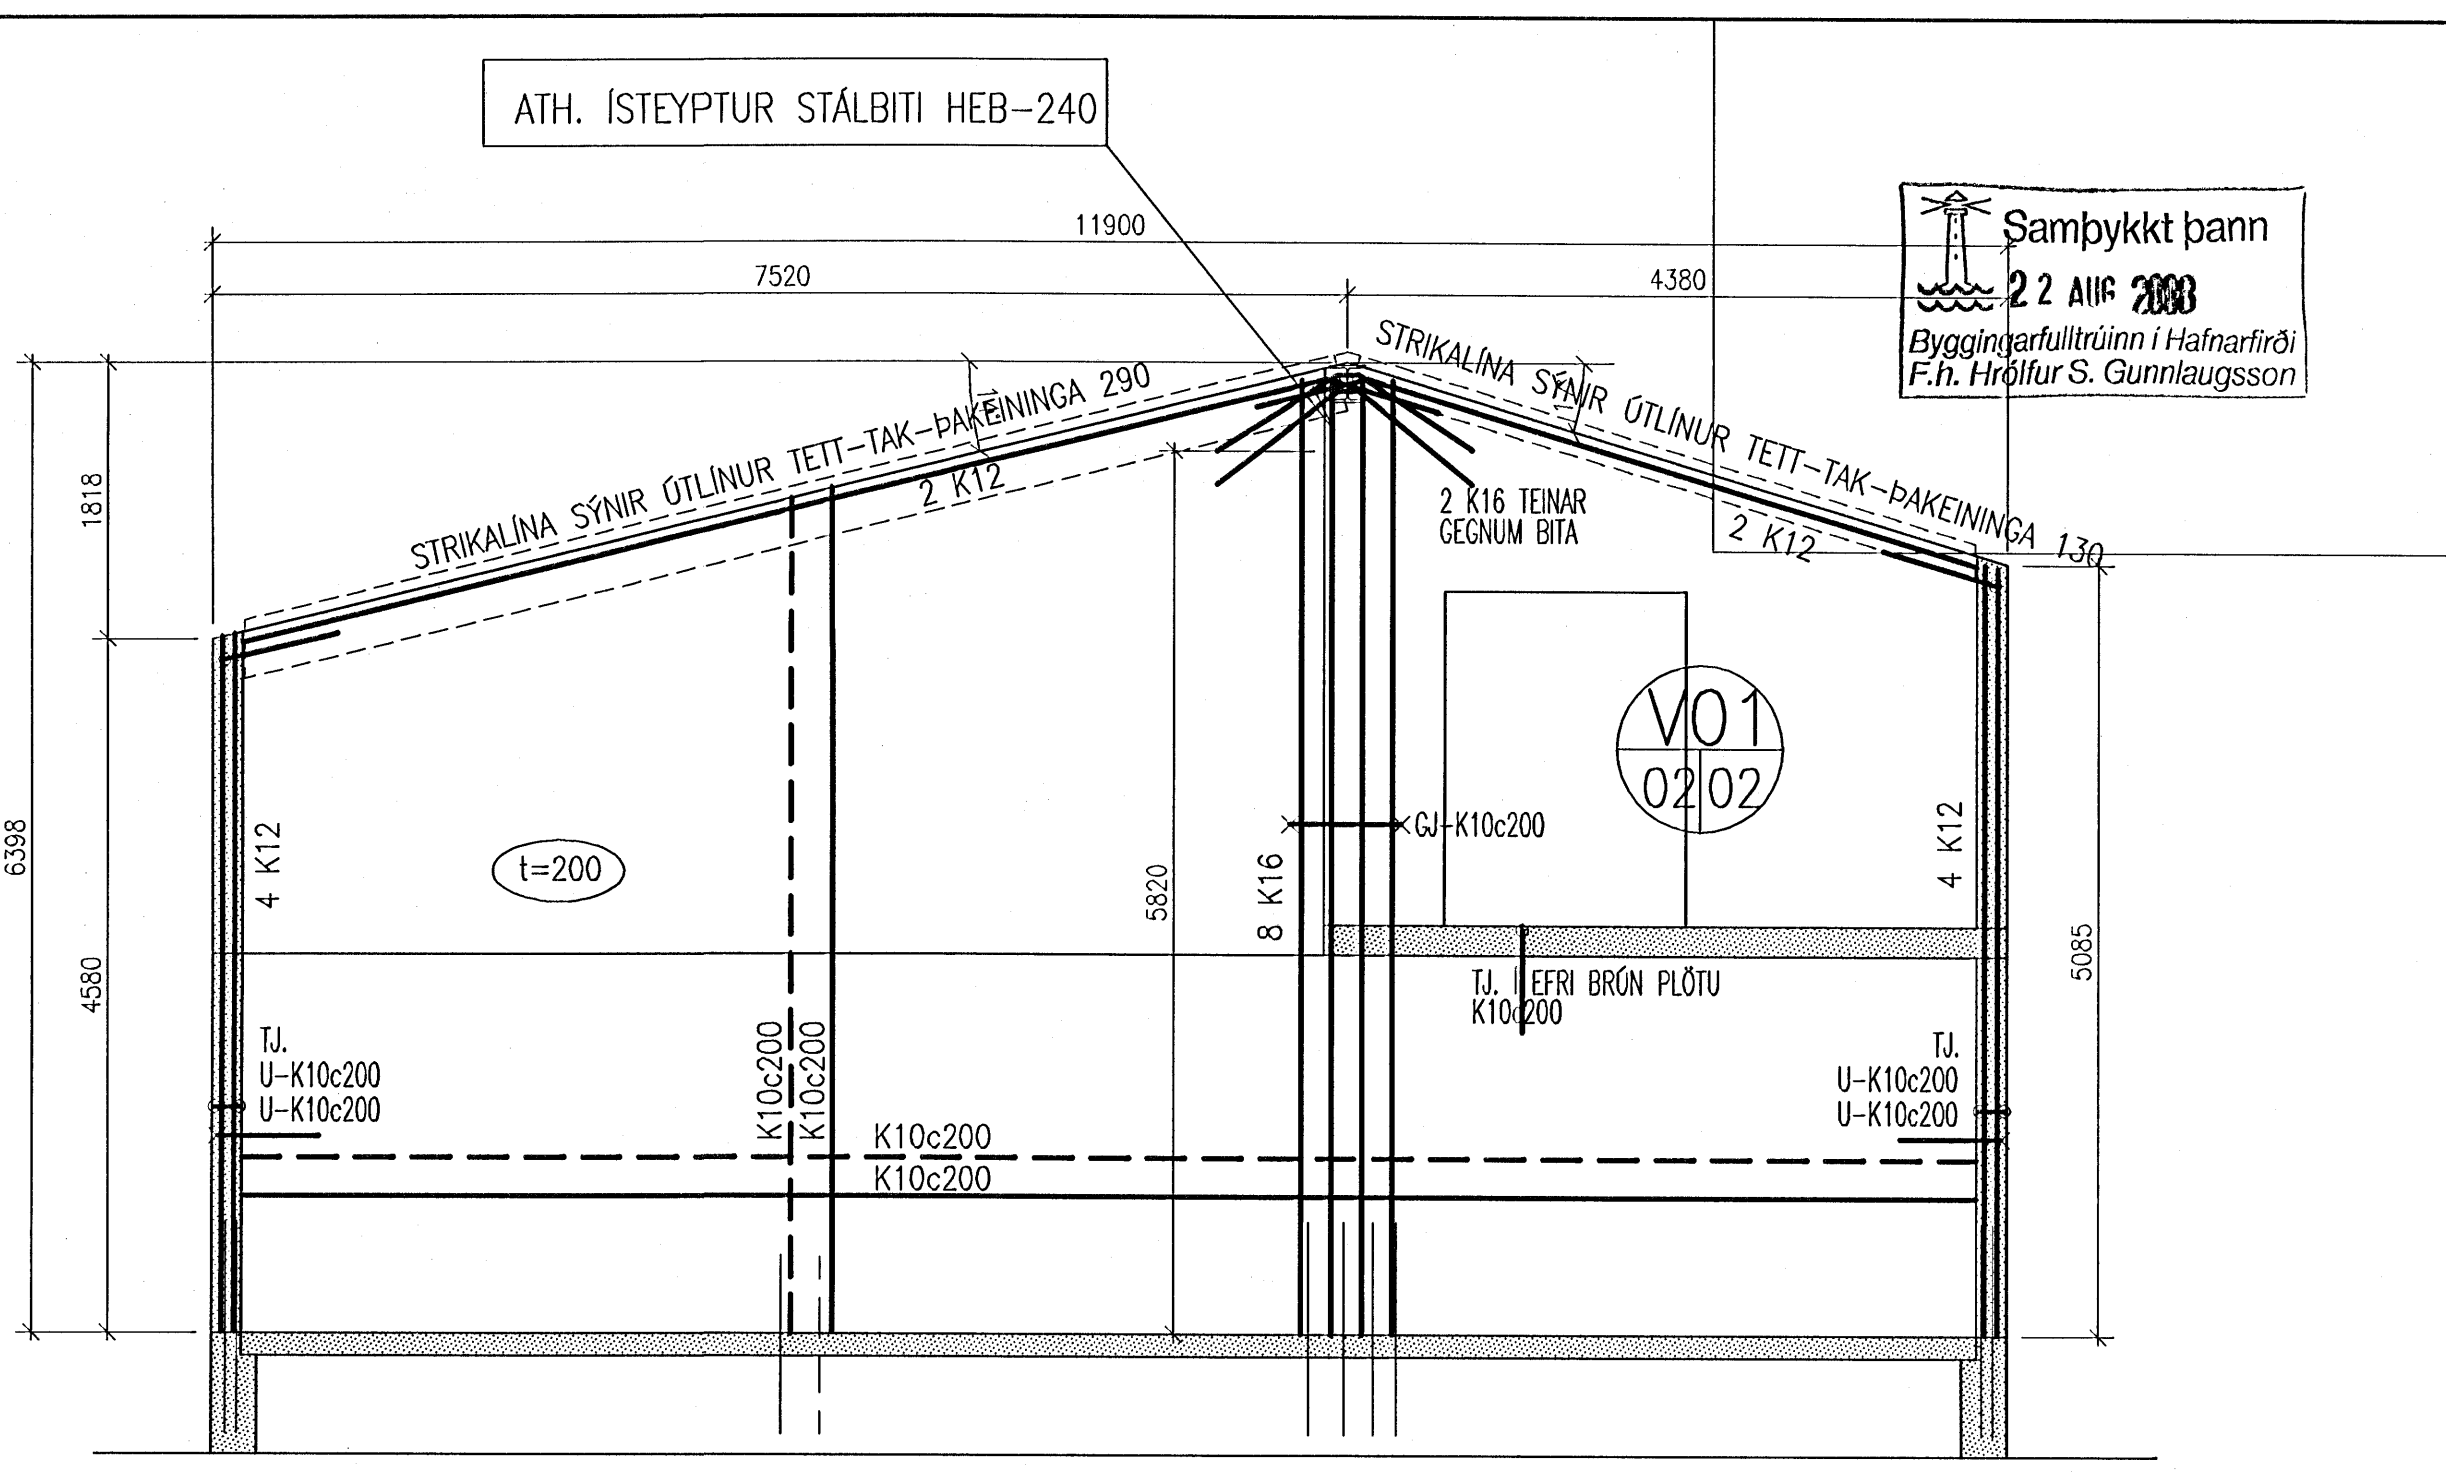 ATH. ÍSTEYPTUR STÁLBITI HEB-240
11900
7520
4380
Samþykkt þann
22 AUG
Byggingarfulltrúinn í Hafnarfirði
F.h. Hrólfur S. Gunnlaugsson
STRIKALÍNA SÝNIR ÚTLÍNUR TETT-TAK-ÞAKEININGA 290
STRIKALÍNA SÝNIR ÚTLÍNUR TETT-TAK-ÞAKEININGA 130
2 K12
2 K12
2 K16 TEINAR
GEGNUM BITA
1818
6398
4580
5820
5085
4 K12
t=200
8 K16
GJ-K10c200
V01
02 02
4 K12
TJ. Í EFRI BRÚN PLÖTU
K10c200
TJ.
U-K10c200
U-K10c200
K10c200
K10c200
K10c200
K10c200
TJ.
U-K10c200
U-K10c200